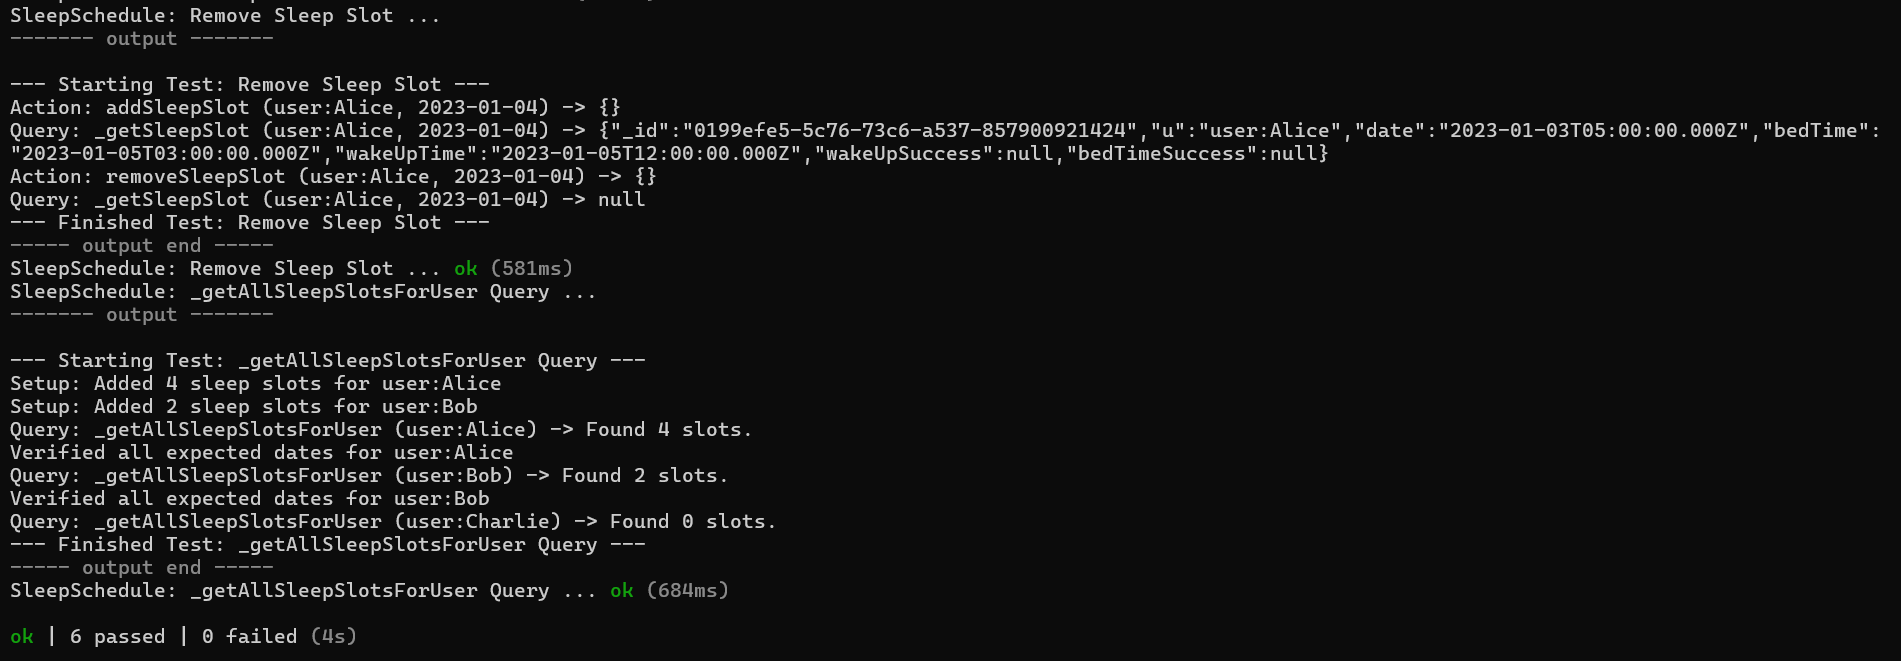 SleepSchedule: Remove Sleep Slot ...
------- output -------
--- Starting Test: Remove Sleep Slot ---
Action: addSleepSlot (user:Alice, 2023-01-04) -> {}
Query: _getSleepSlot (user:Alice, 2023-01-04) -> {"_id":"0199efe5-5c76-73c6-a537-857900921424","u":"user:Alice","date":"2023-01-03T05:00:00.000Z","bedTime":
"2023-01-05T03:00:00.000Z","wakeUpTime":"2023-01-05T12:00:00.000Z","wakeUpSuccess":null,"bedTimeSuccess":null}
Action: removeSleepSlot (user:Alice, 2023-01-04) -> {}
Query: _getSleepSlot (user:Alice, 2023-01-04) -> null
--- Finished Test: Remove Sleep Slot ---
----- output end -----
SleepSchedule: Remove Sleep Slot ... ok (581ms)
SleepSchedule: _getAllSleepSlotsForUser Query ...
------- output -------
--- Starting Test: _getAllSleepSlotsForUser Query ---
Setup: Added 4 sleep slots for user:Alice
Setup: Added 2 sleep slots for user:Bob
Query: _getAllSleepSlotsForUser (user:Alice) -> Found 4 slots.
Verified all expected dates for user:Alice
Query: _getAllSleepSlotsForUser (user:Bob) -> Found 2 slots.
Verified all expected dates for user:Bob
Query: _getAllSleepSlotsForUser (user:Charlie) -> Found 0 slots.
--- Finished Test: _getAllSleepSlotsForUser Query ---
----- output end -----
SleepSchedule: _getAllSleepSlotsForUser Query ... ok (684ms)
ok | 6 passed | 0 failed (4s)